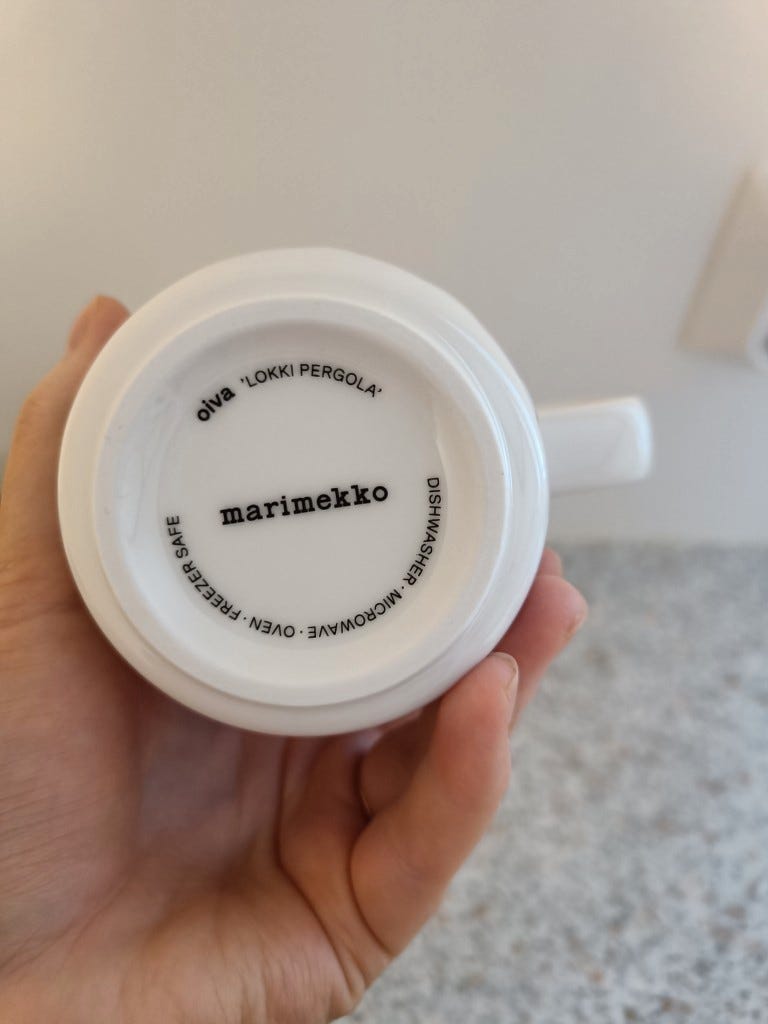 oiva 'LOKKI PERGOLA'
marimekko
DISHWASHER · MICROWAVE · OVEN · FREEZER SAFE